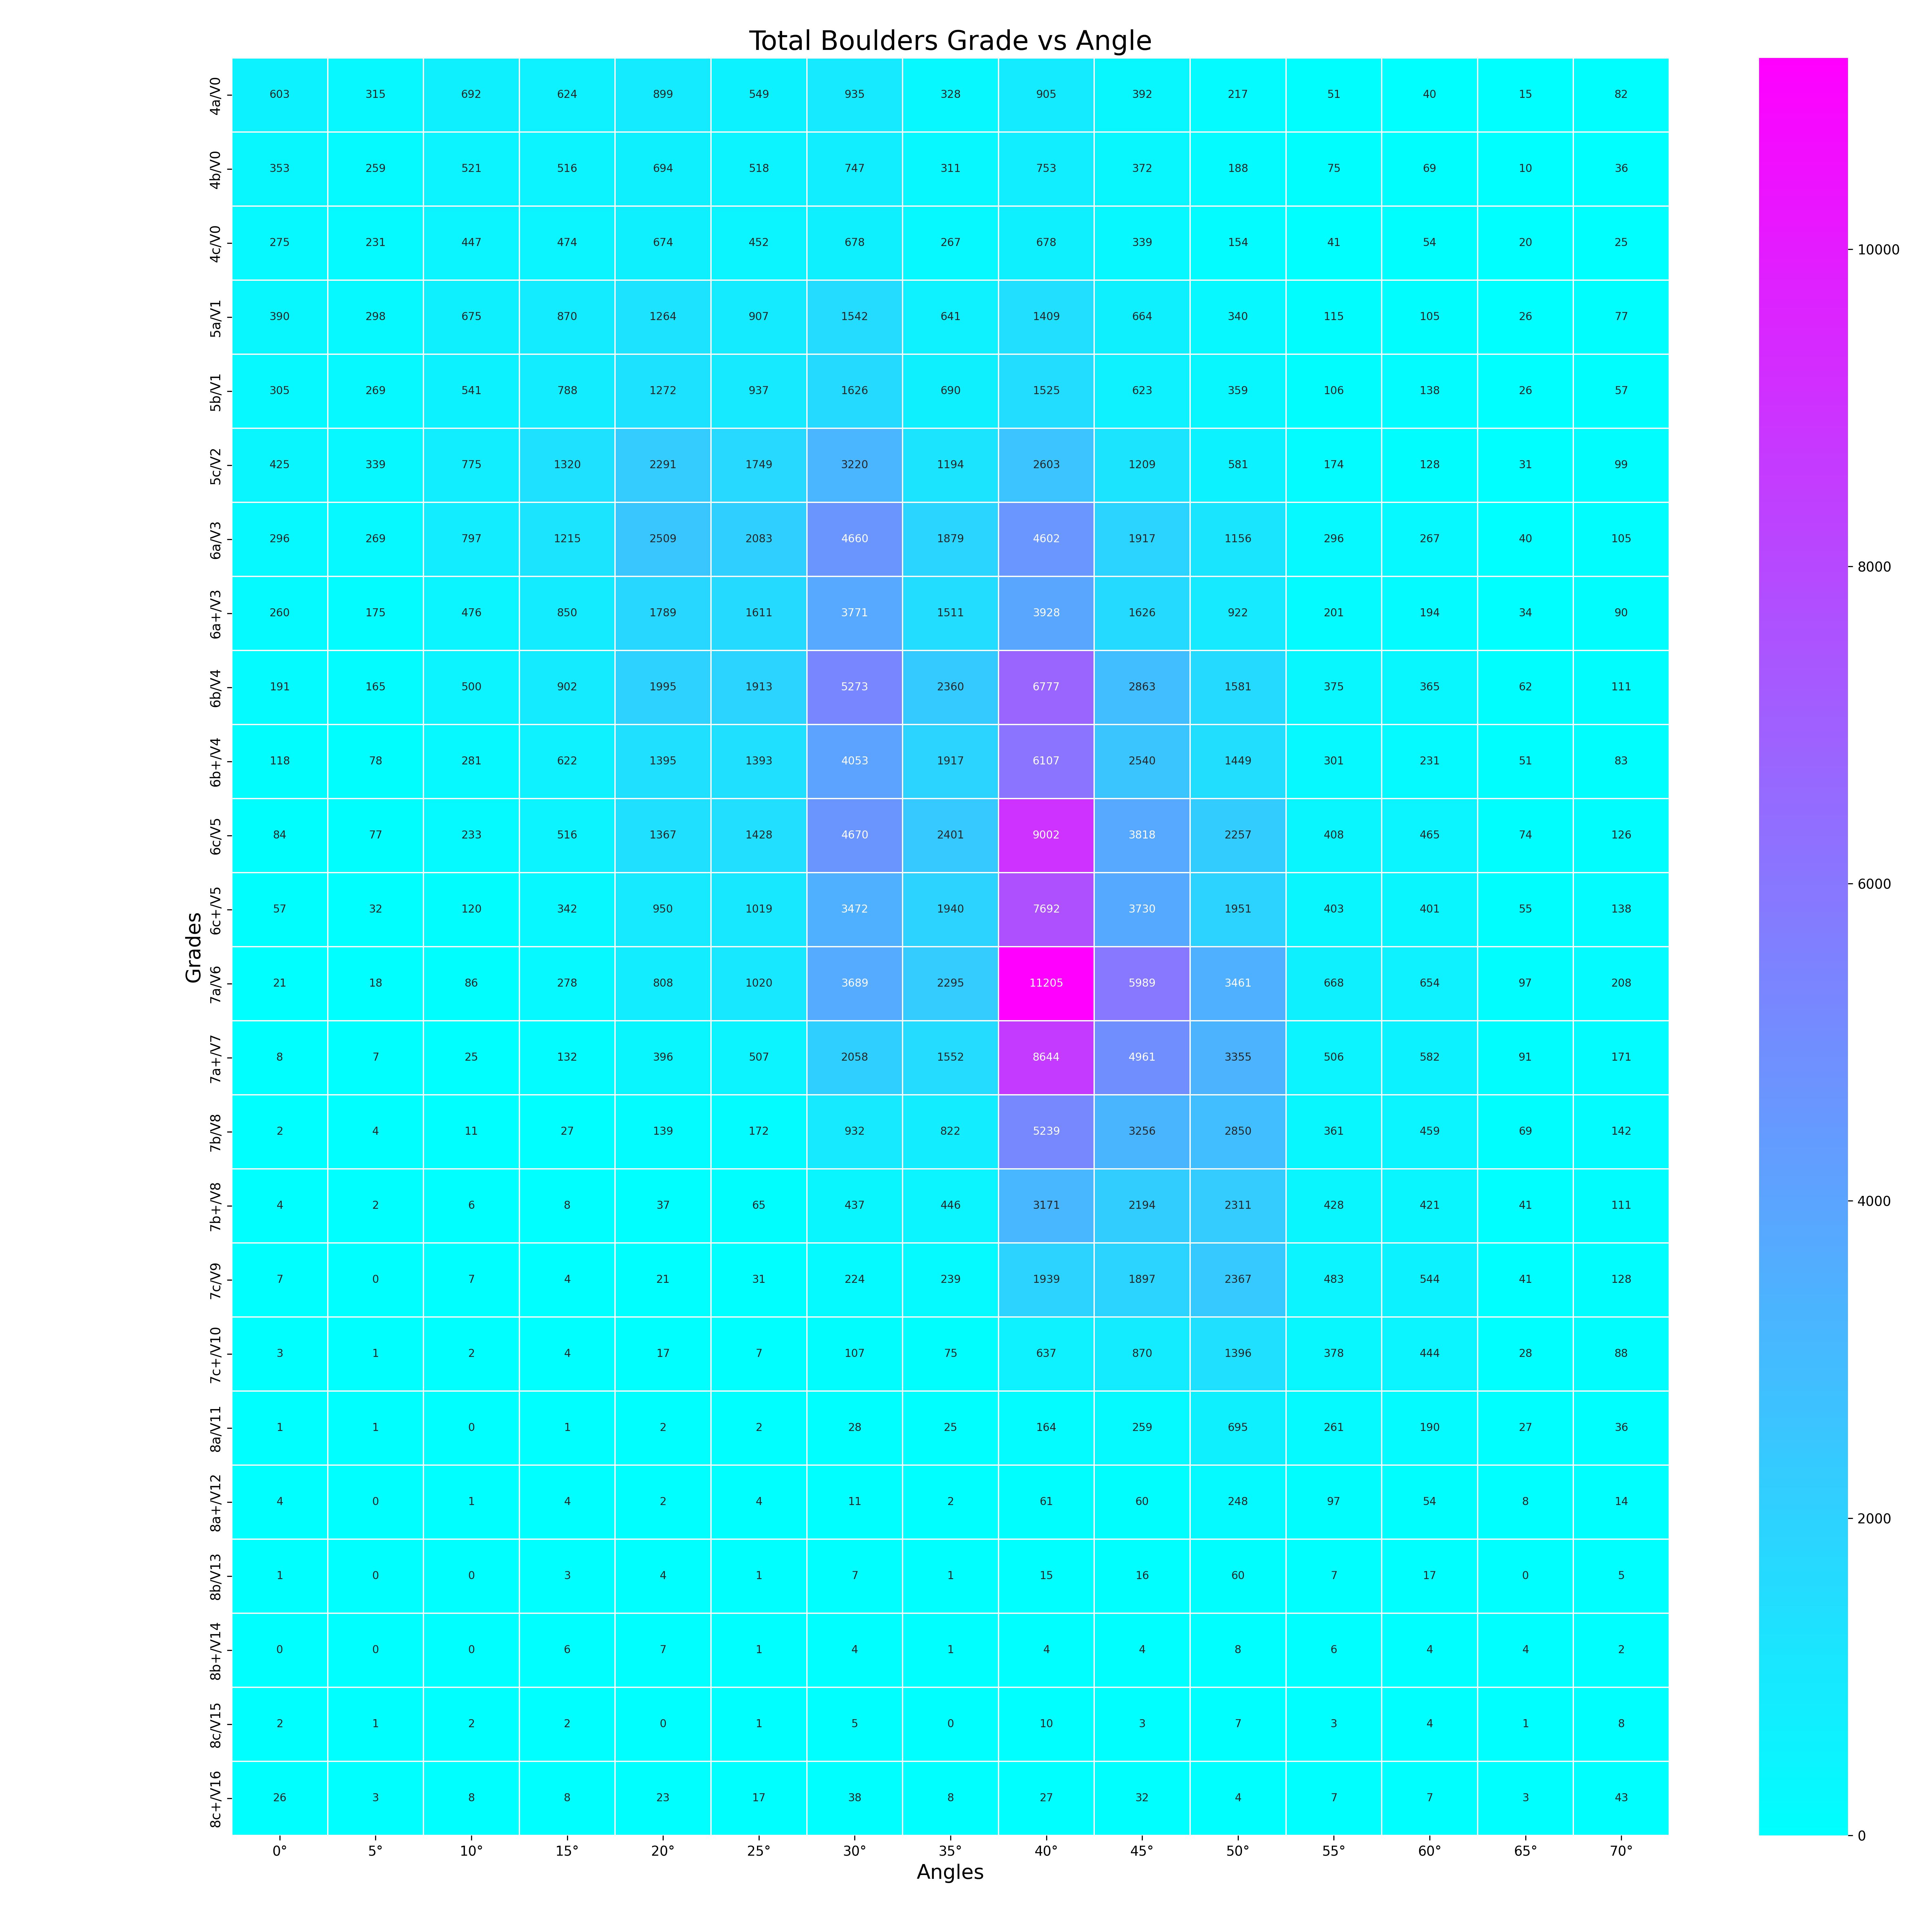 Total Boulders Grade vs Angle
4a/V0 603 315 692 624 899 549 935 328 905 392 217 51 40 15 82
4b/V0 353 259 521 516 694 518 747 311 753 372 188 75 69 10 36
4c/V0 275 231 447 474 674 452 678 267 678 339 154 41 54 20 25
5a/V1 390 298 675 870 1264 907 1542 641 1409 664 340 115 105 26 77
5b/V1 305 269 541 788 1272 937 1626 690 1525 623 359 106 138 26 57
5c/V2 425 339 775 1320 2291 1749 3220 1194 2603 1209 581 174 128 31 99
6a/V3 296 269 797 1215 2509 2083 4660 1879 4602 1917 1156 296 267 40 105
6a+/V3 260 175 476 850 1789 1611 3771 1511 3928 1626 922 201 194 34 90
6b/V4 191 165 500 902 1995 1913 5273 2360 6777 2863 1581 375 365 62 111
6b+/V4 118 78 281 622 1395 1393 4053 1917 6107 2540 1449 301 231 51 83
6c/V5 84 77 233 516 1367 1428 4670 2401 9002 3818 2257 408 465 74 126
6c+/V5 57 32 120 342 950 1019 3472 1940 7692 3730 1951 403 401 55 138
7a/V6 21 18 86 278 808 1020 3689 2295 11205 5989 3461 668 654 97 208
7a+/V7 8 7 25 132 396 507 2058 1552 8644 4961 3355 506 582 91 171
7b/V8 2 4 11 27 139 172 932 822 5239 3256 2850 361 459 69 142
7b+/V8 4 2 6 8 37 65 437 446 3171 2194 2311 428 421 41 111
7c/V9 7 0 7 4 21 31 224 239 1939 1897 2367 483 544 41 128
7c+/V10 3 1 2 4 17 7 107 75 637 870 1396 378 444 28 88
8a/V11 1 1 0 1 2 2 28 25 164 259 695 261 190 27 36
8a+/V12 4 0 1 4 2 4 11 2 61 60 248 97 54 8 14
8b/V13 1 0 0 3 4 1 7 1 15 16 60 7 17 0 5
8b+/V14 0 0 0 6 7 1 4 1 4 4 8 6 4 4 2
8c/V15 2 1 2 2 0 1 5 0 10 3 7 3 4 1 8
8c+/V16 26 3 8 8 23 17 38 8 27 32 4 7 7 3 43
0° 5° 10° 15° 20° 25° 30° 35° 40° 45° 50° 55° 60° 65° 70°
Angles
Grades
10000
8000
6000
4000
2000
0